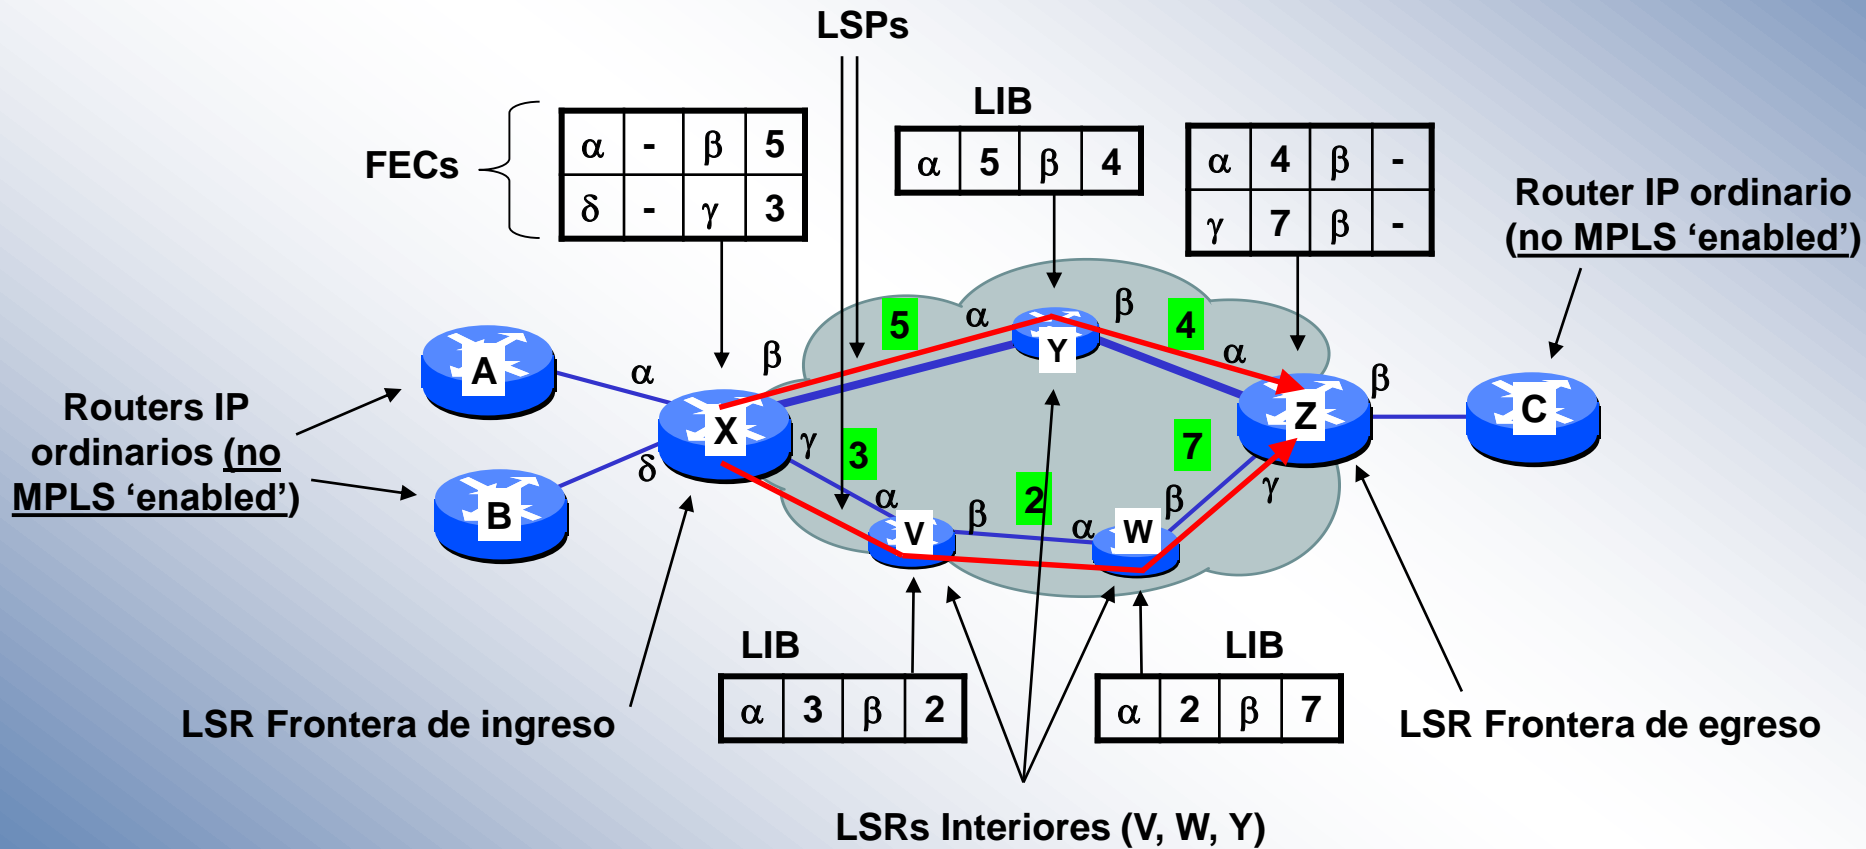 LSPs
FECs
α - β 5
δ - γ 3
LIB
α 5 β 4
α 4 β -
γ 7 β -
Router IP ordinario
(no MPLS ‘enabled’)
5
α
β
4
Y
α
A
α
β
X
Z
β
C
Routers IP
ordinarios (no
MPLS ‘enabled’)
B
δ
γ
3
α
V
β
2
α
W
β
7
γ
LIB
α 3 β 2
LIB
α 2 β 7
LSR Frontera de ingreso
LSR Frontera de egreso
LSRs Interiores (V, W, Y)